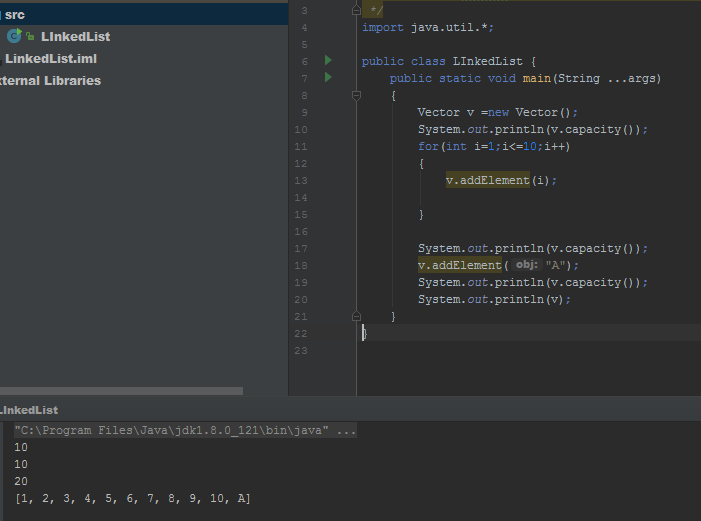 src
LInkedList
LinkedList.iml
xternal Libraries
3 */
4 import java.util.*;
5
6 public class LInkedList {
7 public static void main(String ...args)
8 {
9 Vector v =new Vector();
10 System.out.println(v.capacity());
11 for(int i=1;i<=10;i++)
12 {
13 v.addElement(i);
14
15 }
16
17 System.out.println(v.capacity());
18 v.addElement( obj: "A");
19 System.out.println(v.capacity());
20 System.out.println(v);
21 }
22 }
23
LInkedList
"C:\Program Files\Java\jdk1.8.0_121\bin\java" ...
10
10
20
[1, 2, 3, 4, 5, 6, 7, 8, 9, 10, A]